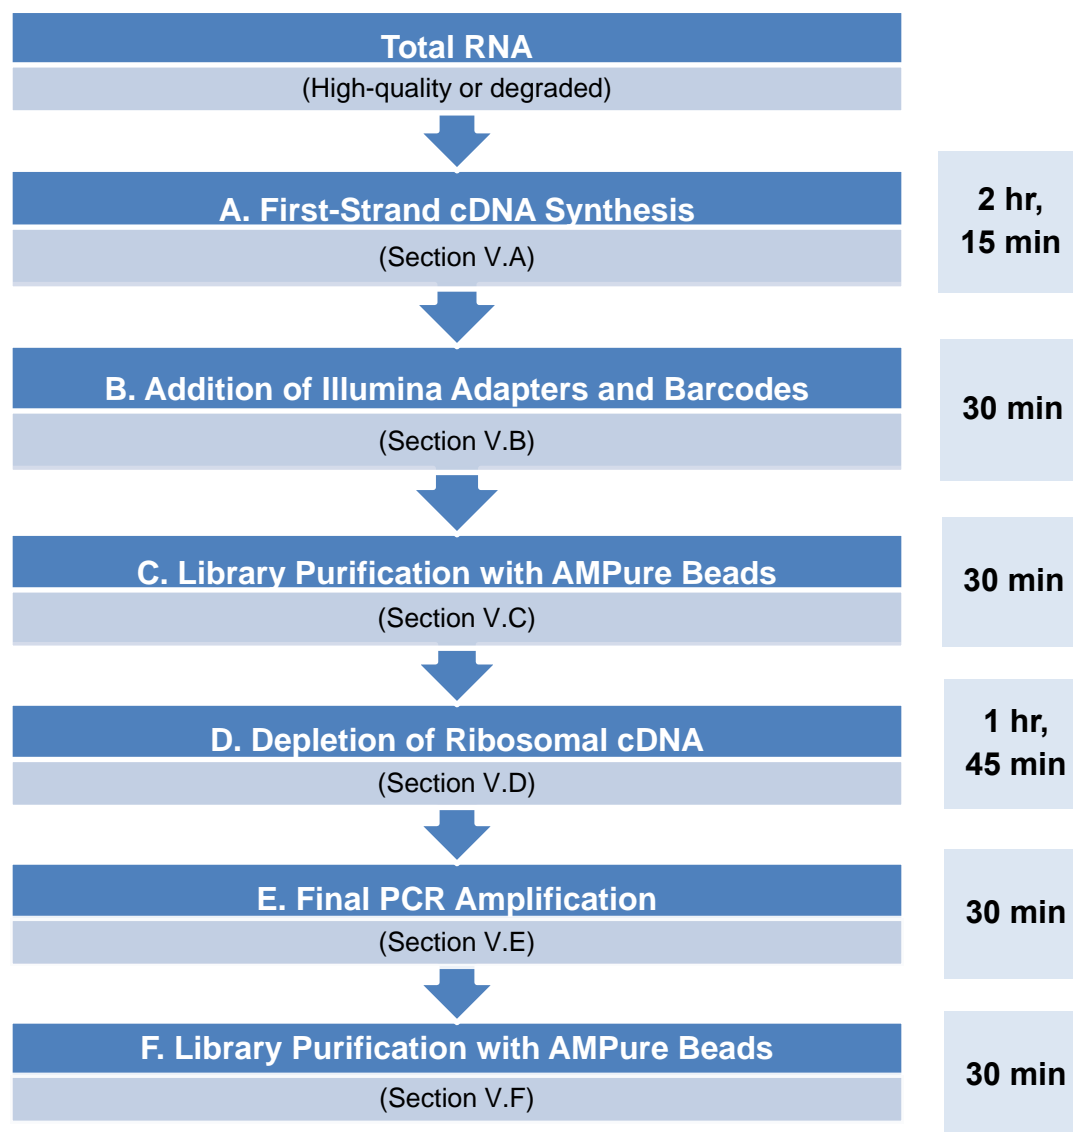 Total RNA
(High-quality or degraded)
A. First-Strand cDNA Synthesis
(Section V.A)
2 hr,
15 min
B. Addition of Illumina Adapters and Barcodes
(Section V.B)
30 min
C. Library Purification with AMPure Beads
(Section V.C)
30 min
D. Depletion of Ribosomal cDNA
(Section V.D)
1 hr,
45 min
E. Final PCR Amplification
(Section V.E)
30 min
F. Library Purification with AMPure Beads
(Section V.F)
30 min